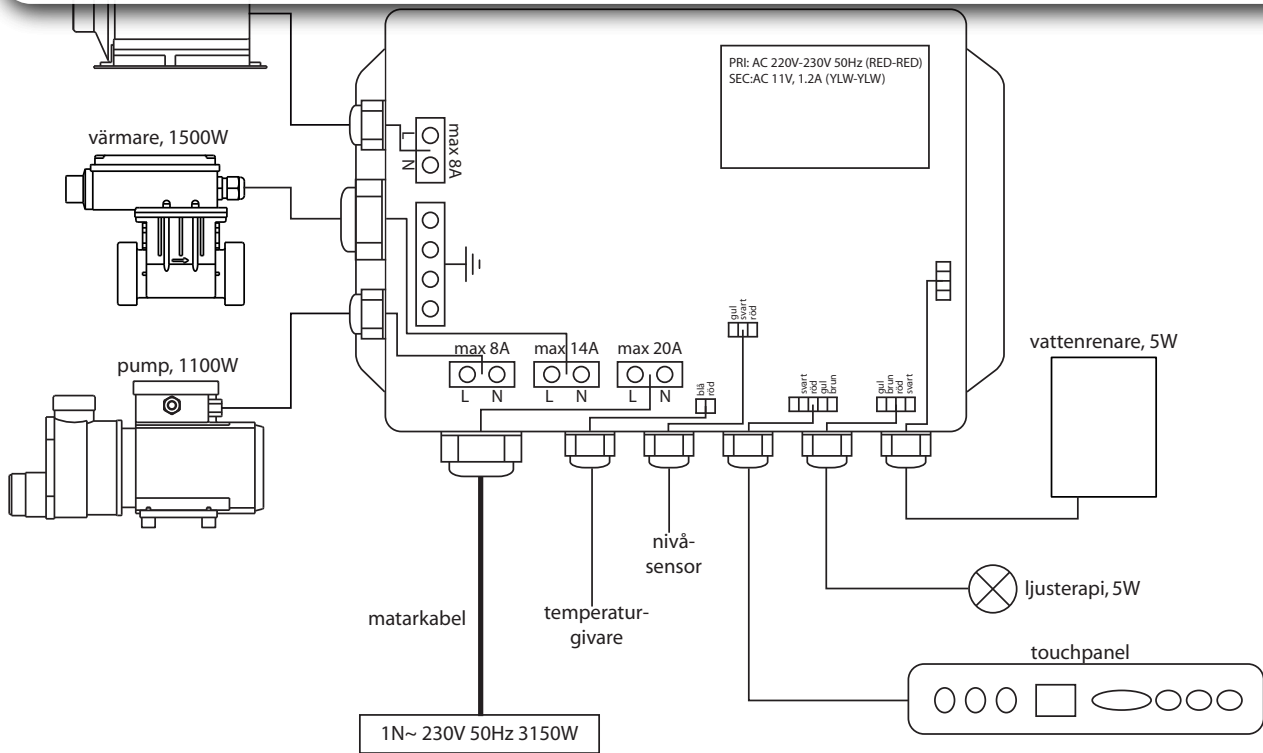 PRI: AC 220V-230V 50Hz (RED-RED)
SEC:AC 11V, 1.2A (YLW-YLW)
L
N
max 8A
värmare, 1500W
gul
svart
röd
max 8A
max 14A
max 20A
L
N
L
N
L
N
blå
röd
svart
röd
gul
brun
gul
brun
röd
svart
pump, 1100W
vattenrenare, 5W
nivå-
sensor
ljusterapi, 5W
matarkabel
temperatur-
givare
touchpanel
1N~ 230V 50Hz 3150W